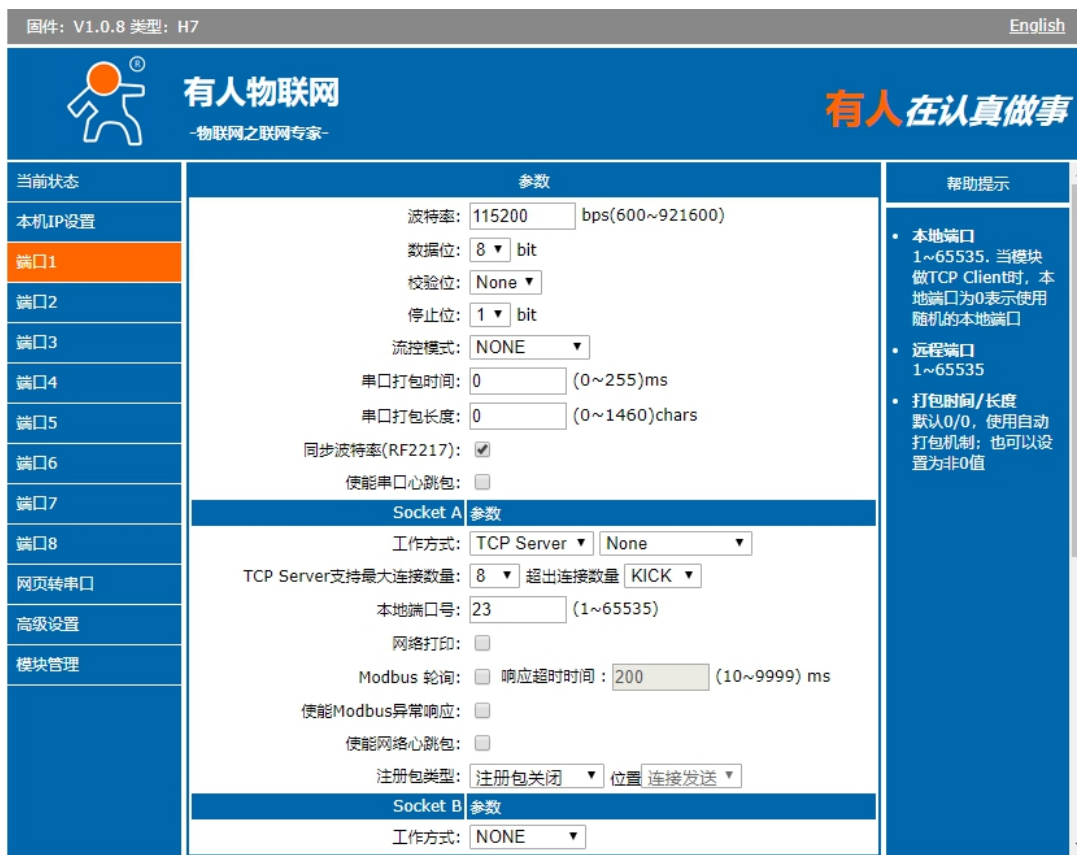 固件: V1.0.8 类型: H7
English
®
有人物联网
-物联网之联网专家-
有人在认真做事
当前状态
本机IP设置
端口1
端口2
端口3
端口4
端口5
端口6
端口7
端口8
网页转串口
高级设置
模块管理
参数
波特率: 115200 bps(600~921600)
数据位: 8 bit
校验位: None
停止位: 1 bit
流控模式: NONE
串口打包时间: 0 (0~255)ms
串口打包长度: 0 (0~1460)chars
同步波特率(RF2217):
使能串口心跳包:
Socket A 参数
工作方式: TCP Server None
TCP Server支持最大连接数量: 8 超出连接数量 KICK
本地端口号: 23 (1~65535)
网络打印:
Modbus 轮询: 响应超时时间 : 200 (10~9999) ms
使能Modbus异常响应:
使能网络心跳包:
注册包类型: 注册包关闭 位置 连接发送
Socket B 参数
工作方式: NONE
帮助提示
• 本地端口
1~65535. 当模块
做TCP Client时，本
地端口为0表示使用
随机的本地端口
• 远程端口
1~65535
• 打包时间/长度
默认0/0，使用自动
打包机制；也可以设
置为非0值